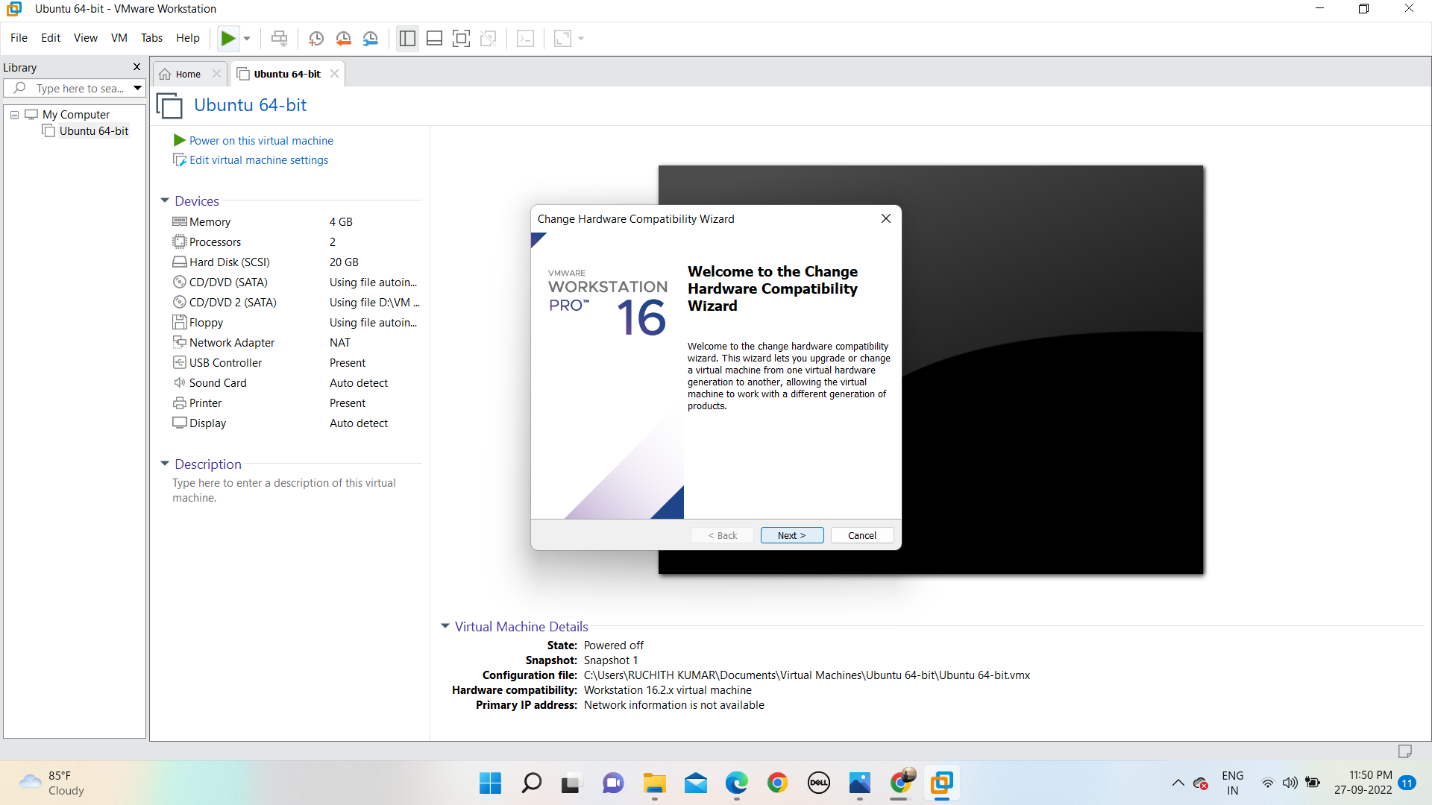 Ubuntu 64-bit - VMware Workstation
File Edit View VM Tabs Help
Library
Type here to sea...
My Computer
Ubuntu 64-bit
Home
Ubuntu 64-bit
Ubuntu 64-bit
Power on this virtual machine
Edit virtual machine settings
Devices
Memory 4 GB
Processors 2
Hard Disk (SCSI) 20 GB
CD/DVD (SATA) Using file autoin...
CD/DVD 2 (SATA) Using file D:\VM ...
Floppy Using file autoin...
Network Adapter NAT
USB Controller Present
Sound Card Auto detect
Printer Present
Display Auto detect
Description
Type here to enter a description of this virtual
machine.
Change Hardware Compatibility Wizard
VMWARE
WORKSTATION
PRO™ 16
Welcome to the Change
Hardware Compatibility
Wizard
Welcome to the change hardware compatibility
wizard. This wizard lets you upgrade or change
a virtual machine from one virtual hardware
generation to another, allowing the virtual
machine to work with a different generation of
products.
< Back Next > Cancel
Virtual Machine Details
State: Powered off
Snapshot: Snapshot 1
Configuration file: C:\Users\RUCHITH KUMAR\Documents\Virtual Machines\Ubuntu 64-bit\Ubuntu 64-bit.vmx
Hardware compatibility: Workstation 16.2.x virtual machine
Primary IP address: Network information is not available
85°F
Cloudy
DELL
ENG
IN
11:50 PM
27-09-2022
11